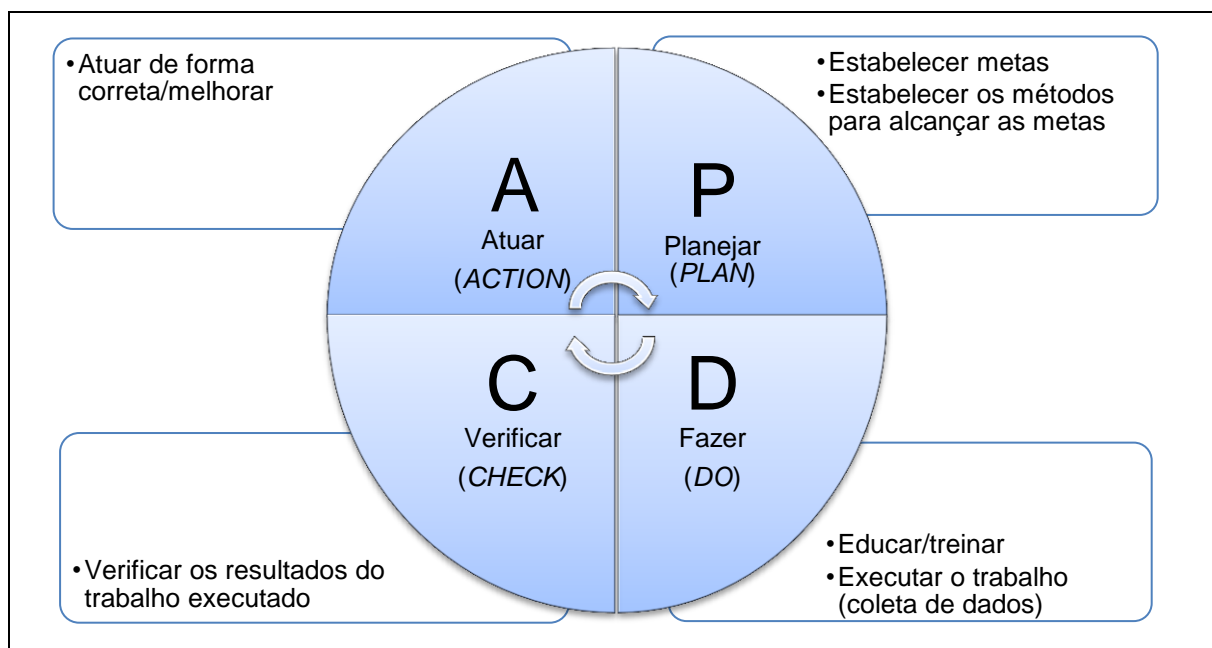 •Atuar de forma
correta/melhorar
•Estabelecer metas
•Estabelecer os métodos
para alcançar as metas
A
Atuar
(ACTION)
P
Planejar
(PLAN)
C
Verificar
(CHECK)
D
Fazer
(DO)
•Verificar os resultados do
trabalho executado
•Educar/treinar
•Executar o trabalho
(coleta de dados)